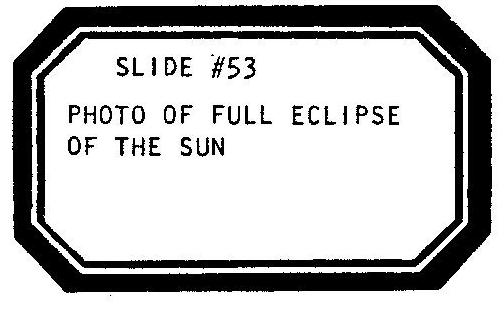 SLIDE #53
PHOTO OF FULL ECLIPSE
OF THE SUN